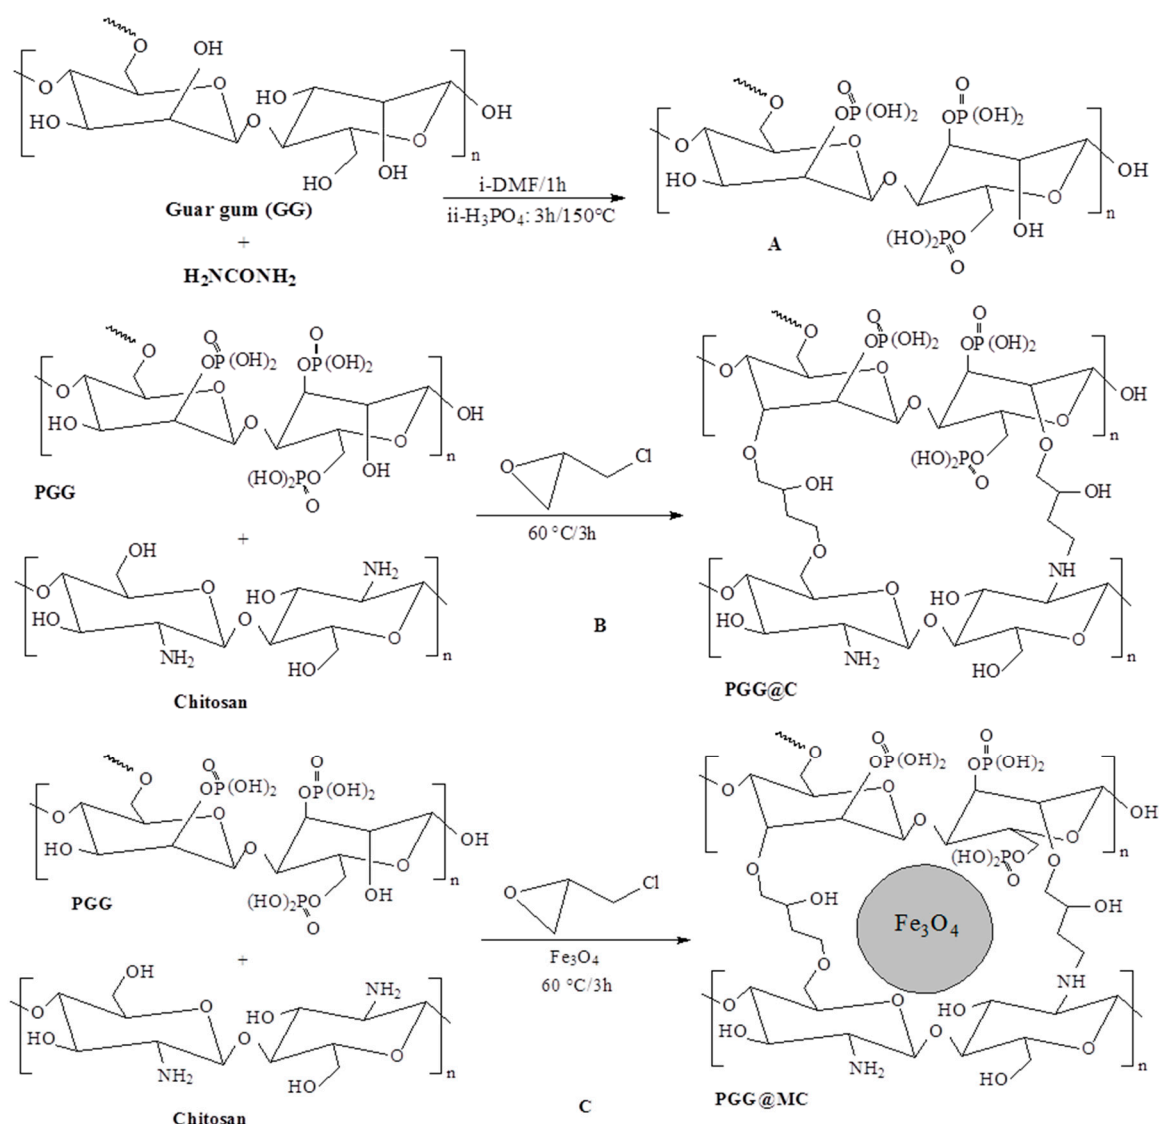 O
OH
O
O
HO
HO
O
OH
n
HO
OH
O
Guar gum (GG)
+
H₂NCONH₂
i-DMF/1h
ii-H₃PO₄: 3h/150°C
O
O
OP(OH)₂
OP(OH)₂
O
O
O
HO
O
O
OH
n
OH
(HO)₂PO
O
A
O
O
OP(OH)₂
OP(OH)₂
O
O
O
HO
O
O
OH
n
OH
(HO)₂PO
O
PGG
+
OH
O
O
HO
NH₂
O
HO
NH₂
O
HO
n
Chitosan
O
Cl
60 °C/3h
B
O
O
O
OP(OH)₂
OP(OH)₂
O
O
O
O
OH
n
(HO)₂PO
O
O
O
OH
OH
O
NH
O
O
HO
O
HO
O
NH₂
HO
n
PGG@C
O
O
O
OP(OH)₂
OP(OH)₂
O
O
HO
O
O
OH
n
(HO)₂PO
OH
O
PGG
+
OH
O
O
HO
NH₂
O
HO
NH₂
O
HO
n
Chitosan
O
Cl
Fe₃O₄
60 °C/3h
C
O
O
O
OP(OH)₂
OP(OH)₂
O
O
O
O
OH
n
(HO)₂PO
O
O
O
OH
Fe₃O₄
OH
O
NH
O
O
HO
O
HO
O
NH₂
HO
n
PGG@MC